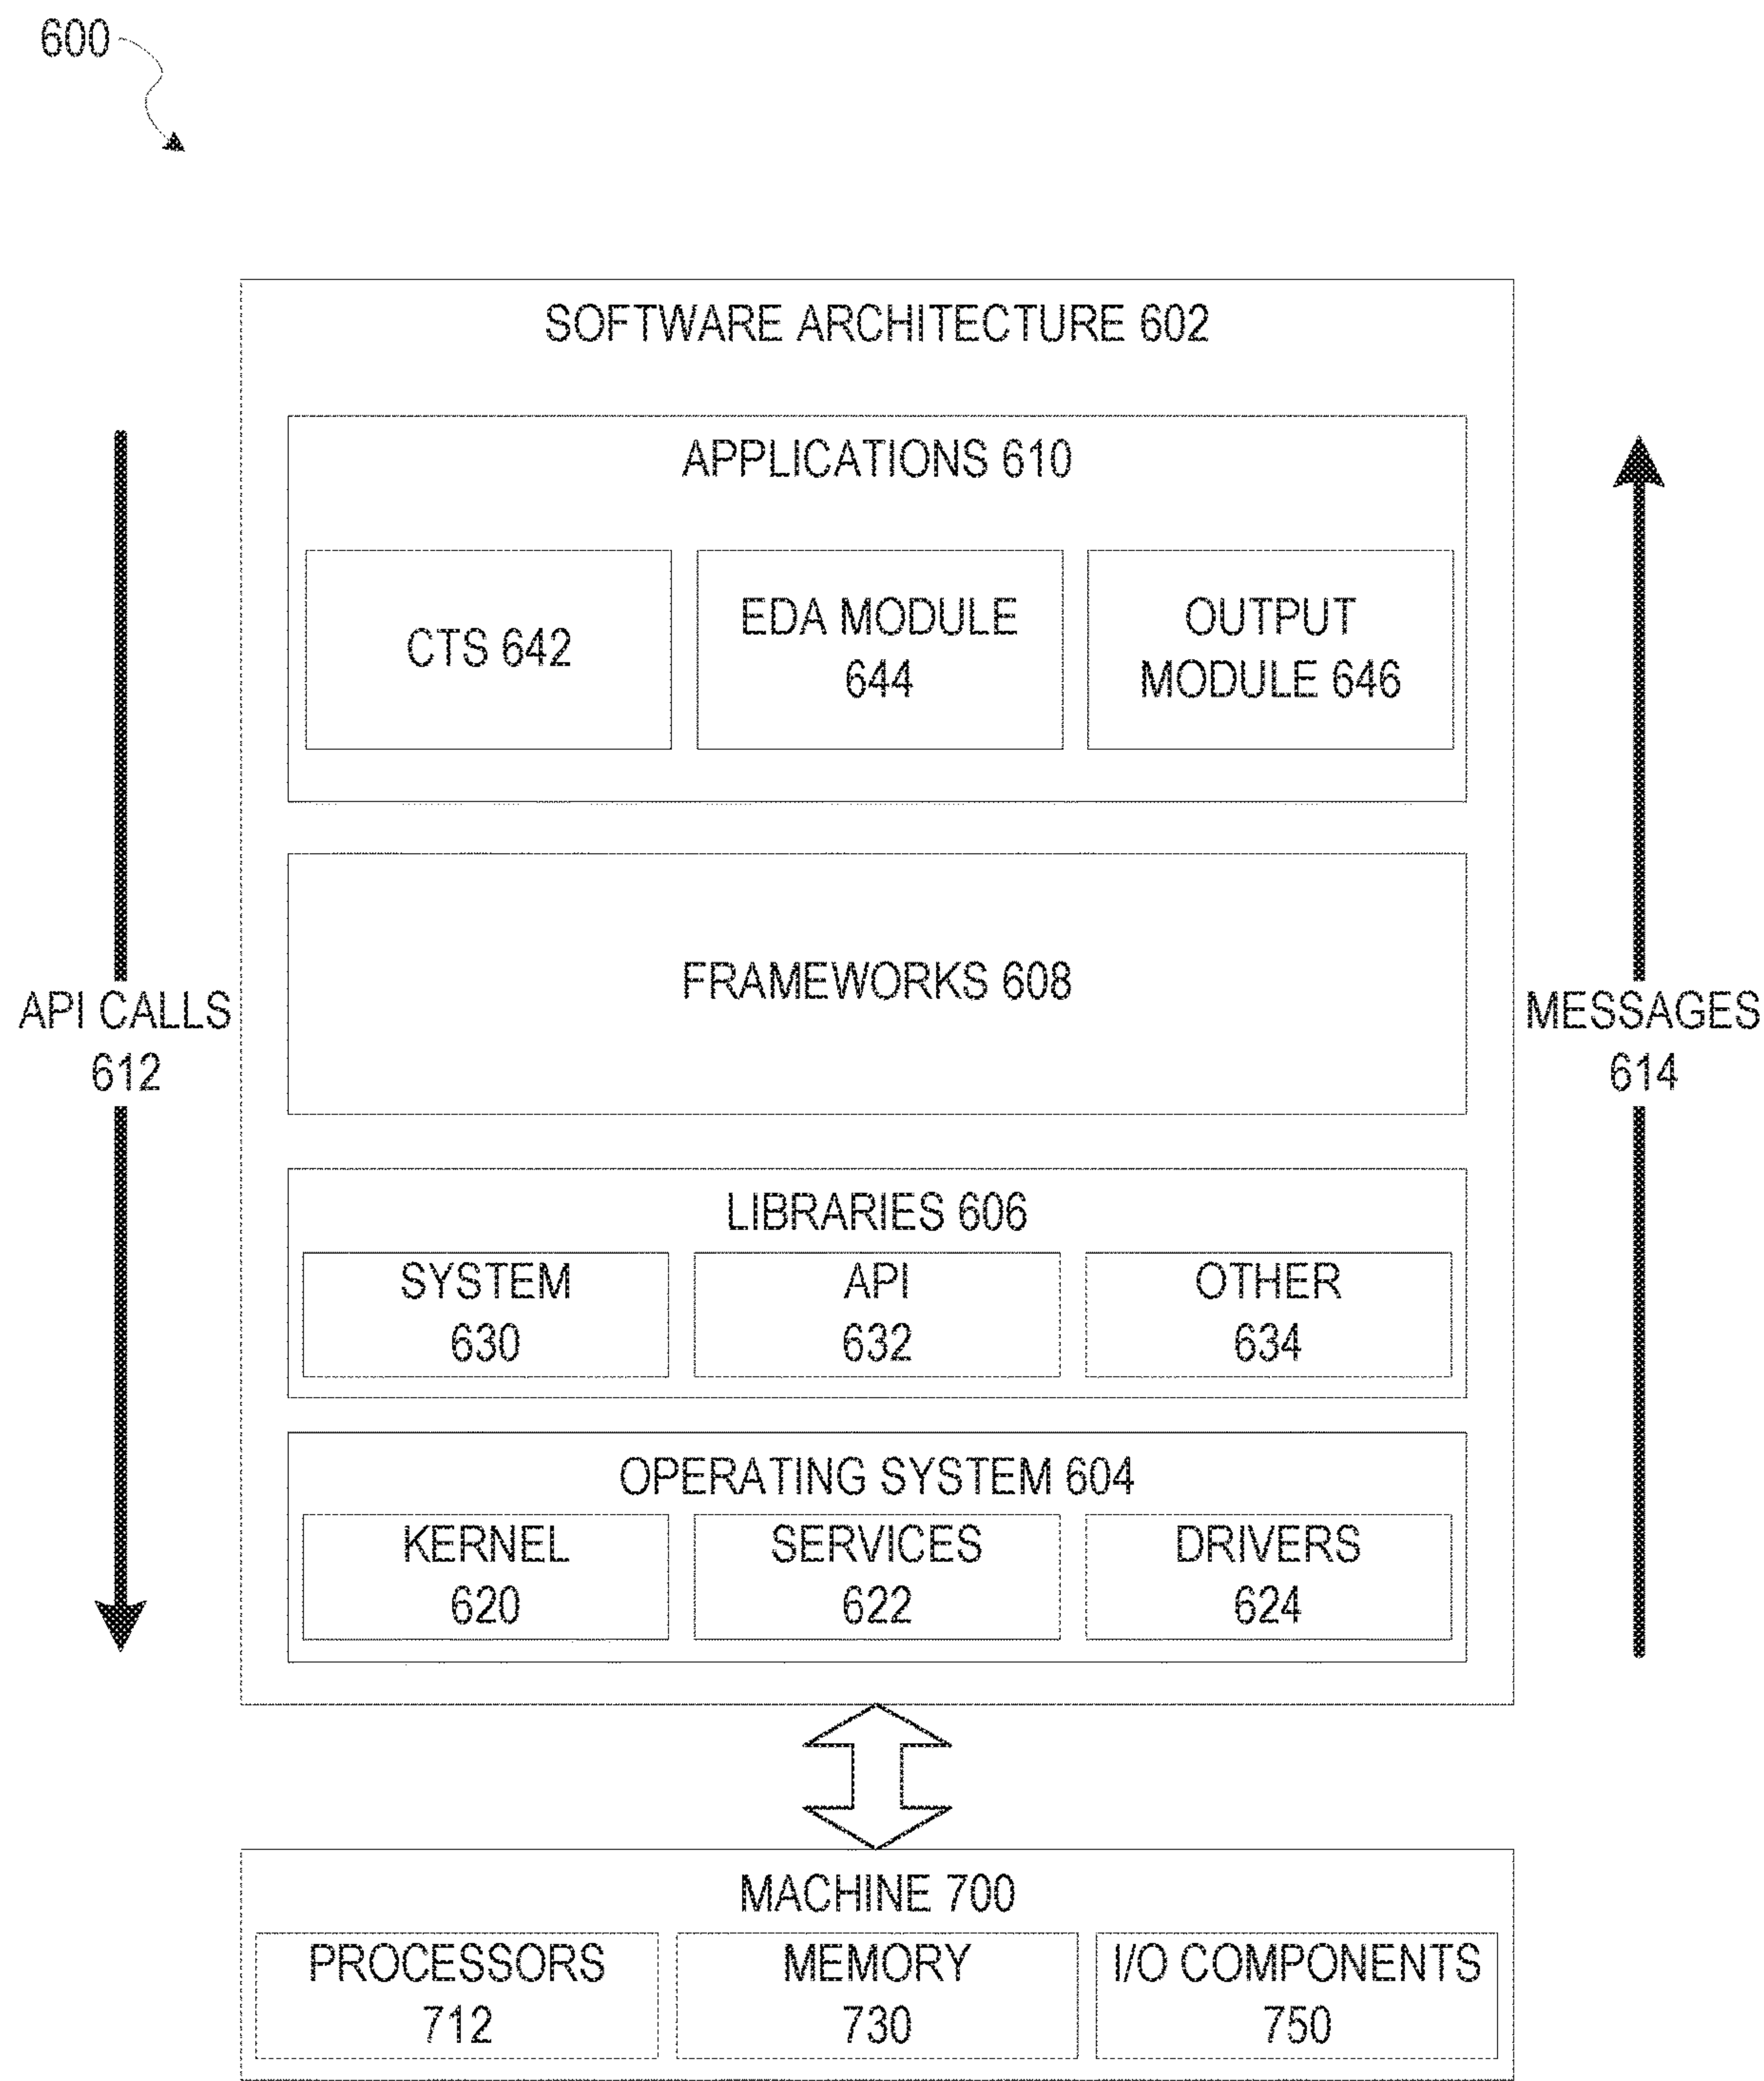 600
SOFTWARE ARCHITECTURE 602
APPLICATIONS 610
CTS 642
EDA MODULE
644
OUTPUT
MODULE 646
FRAMEWORKS 608
API CALLS
612
MESSAGES
614
LIBRARIES 606
SYSTEM
630
API
632
OTHER
634
OPERATING SYSTEM 604
KERNEL
620
SERVICES
622
DRIVERS
624
MACHINE 700
PROCESSORS
712
MEMORY
730
I/O COMPONENTS
750